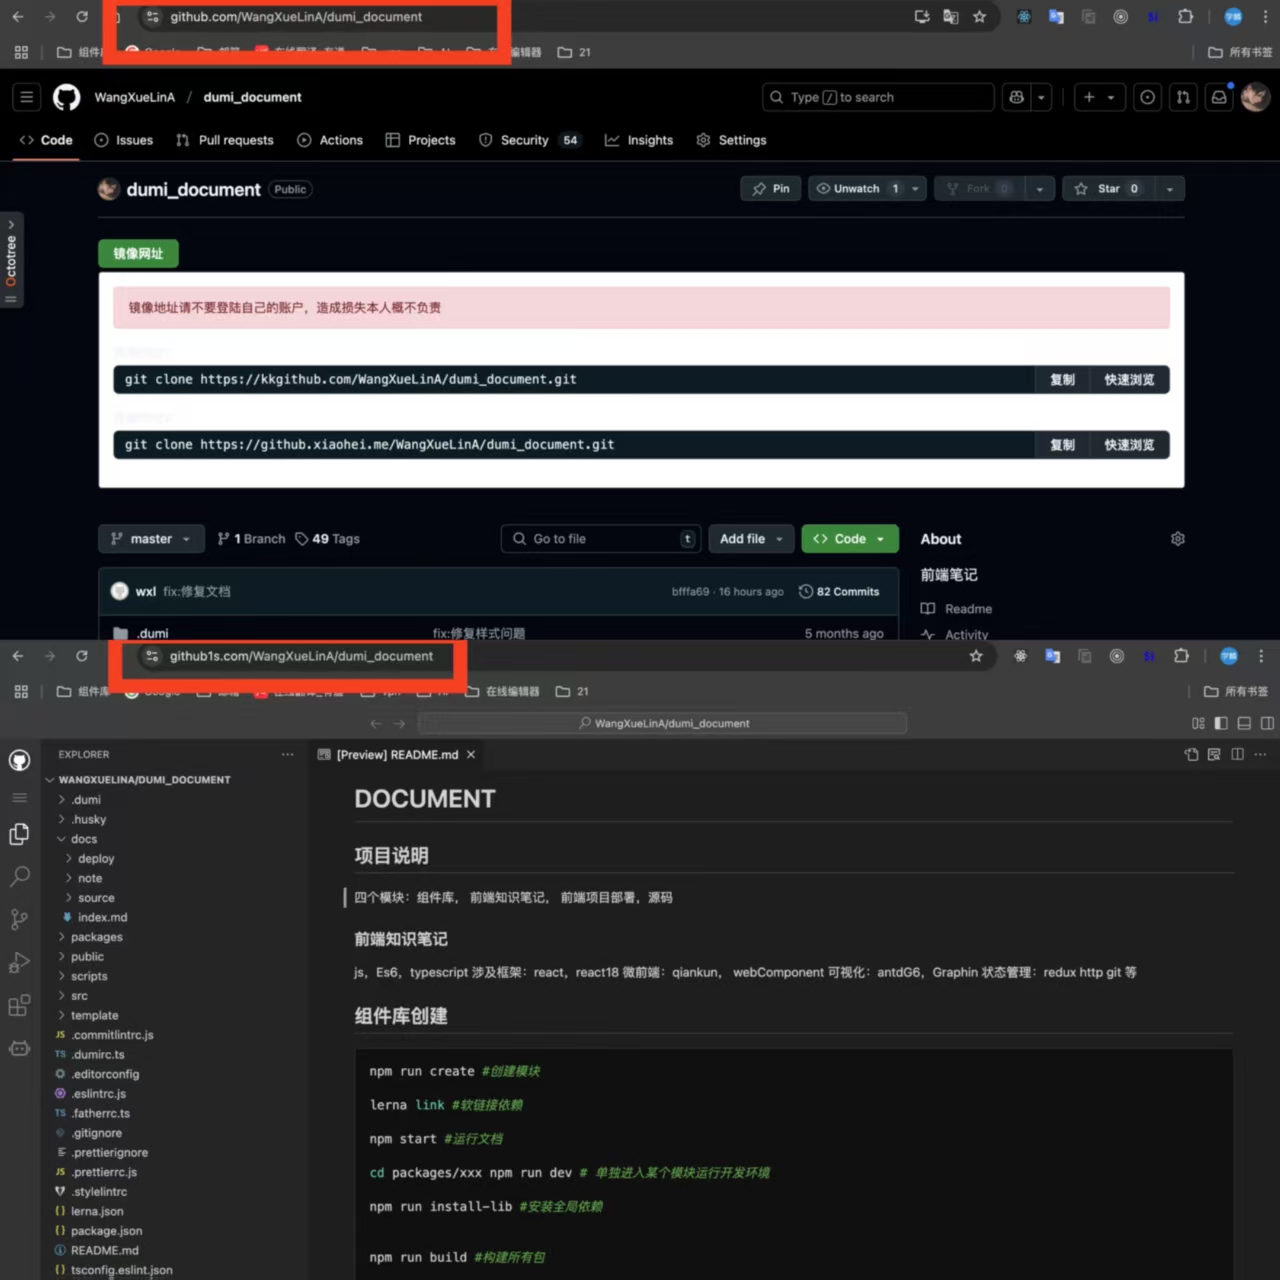 github.com/WangXueLinA/dumi_document
组件
编辑器
21
所有书签
WangXueLinA / dumi_document
Type / to search
Code
Issues
Pull requests
Actions
Projects
Security 54
Insights
Settings
dumi_document Public
Pin
Unwatch 1
Fork 0
Star 0
Octotree
镜像网址
镜像地址请不要登陆自己的账户，造成损失本人概不负责
git clone https://kkgithub.com/WangXueLinA/dumi_document.git
复制
快速浏览
git clone https://github.xiaohei.me/WangXueLinA/dumi_document.git
复制
快速浏览
master
1 Branch
49 Tags
Go to file
t
Add file
Code
About
前端笔记
wxl fix:修复文档
bfffa69 · 16 hours ago
82 Commits
Readme
.dumi
fix:修复样式问题
5 months ago
Activity
github1s.com/WangXueLinA/dumi_document
组件库
在线编辑器
21
所有书签
WangXueLinA/dumi_document
EXPLORER
[Preview] README.md
WANGXUELINA/DUMI_DOCUMENT
.dumi
.husky
docs
deploy
note
source
index.md
packages
public
scripts
src
template
JS .commitlintrc.js
TS .dumirc.ts
.editorconfig
.eslintrc.js
TS .fatherrc.ts
.gitignore
.prettierignore
JS .prettierrc.js
.stylelintrc
{} lerna.json
{} package.json
README.md
{} tsconfig.eslint.json
DOCUMENT
项目说明
四个模块：组件库， 前端知识笔记， 前端项目部署，源码
前端知识笔记
js，Es6，typescript 涉及框架：react，react18 微前端：qiankun， webComponent 可视化：antdG6，Graphin 状态管理：redux http git 等
组件库创建
npm run create #创建模块
lerna link #软链接依赖
npm start #运行文档
cd packages/xxx npm run dev # 单独进入某个模块运行开发环境
npm run install-lib #安装全局依赖
npm run build #构建所有包